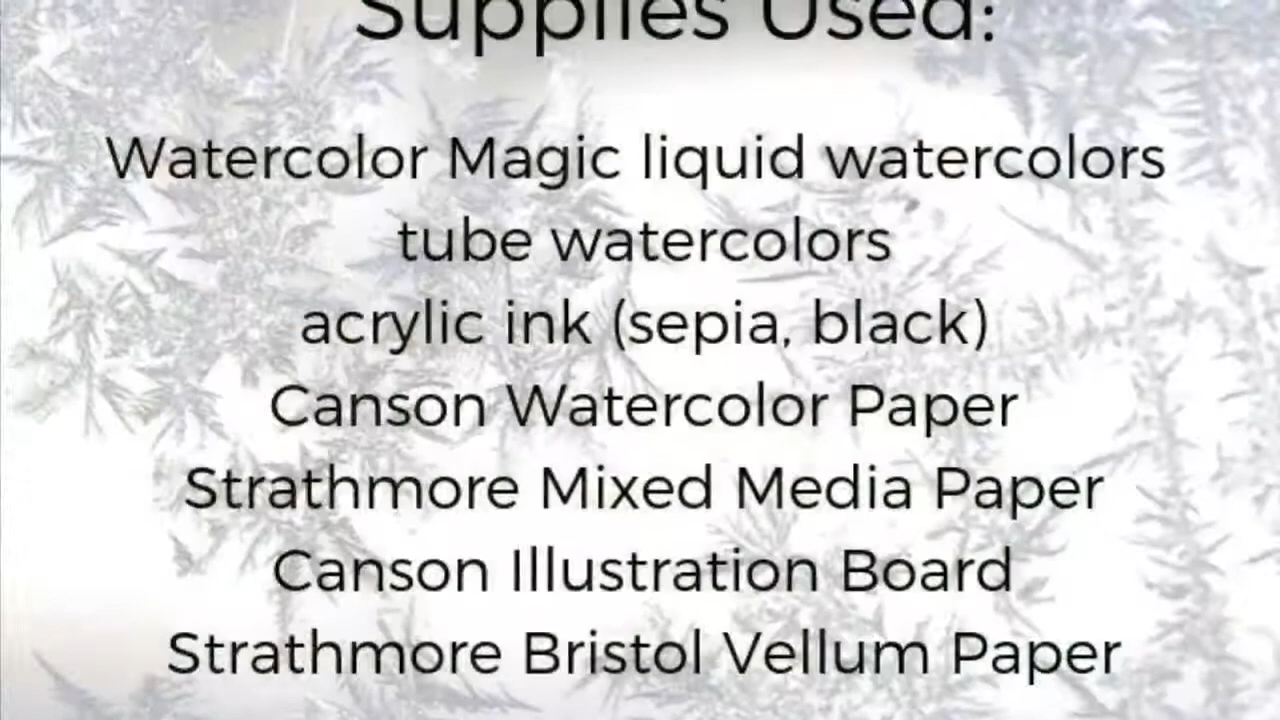 Supplies Used:
Watercolor Magic liquid watercolors
tube watercolors
acrylic ink (sepia, black)
Canson Watercolor Paper
Strathmore Mixed Media Paper
Canson Illustration Board
Strathmore Bristol Vellum Paper